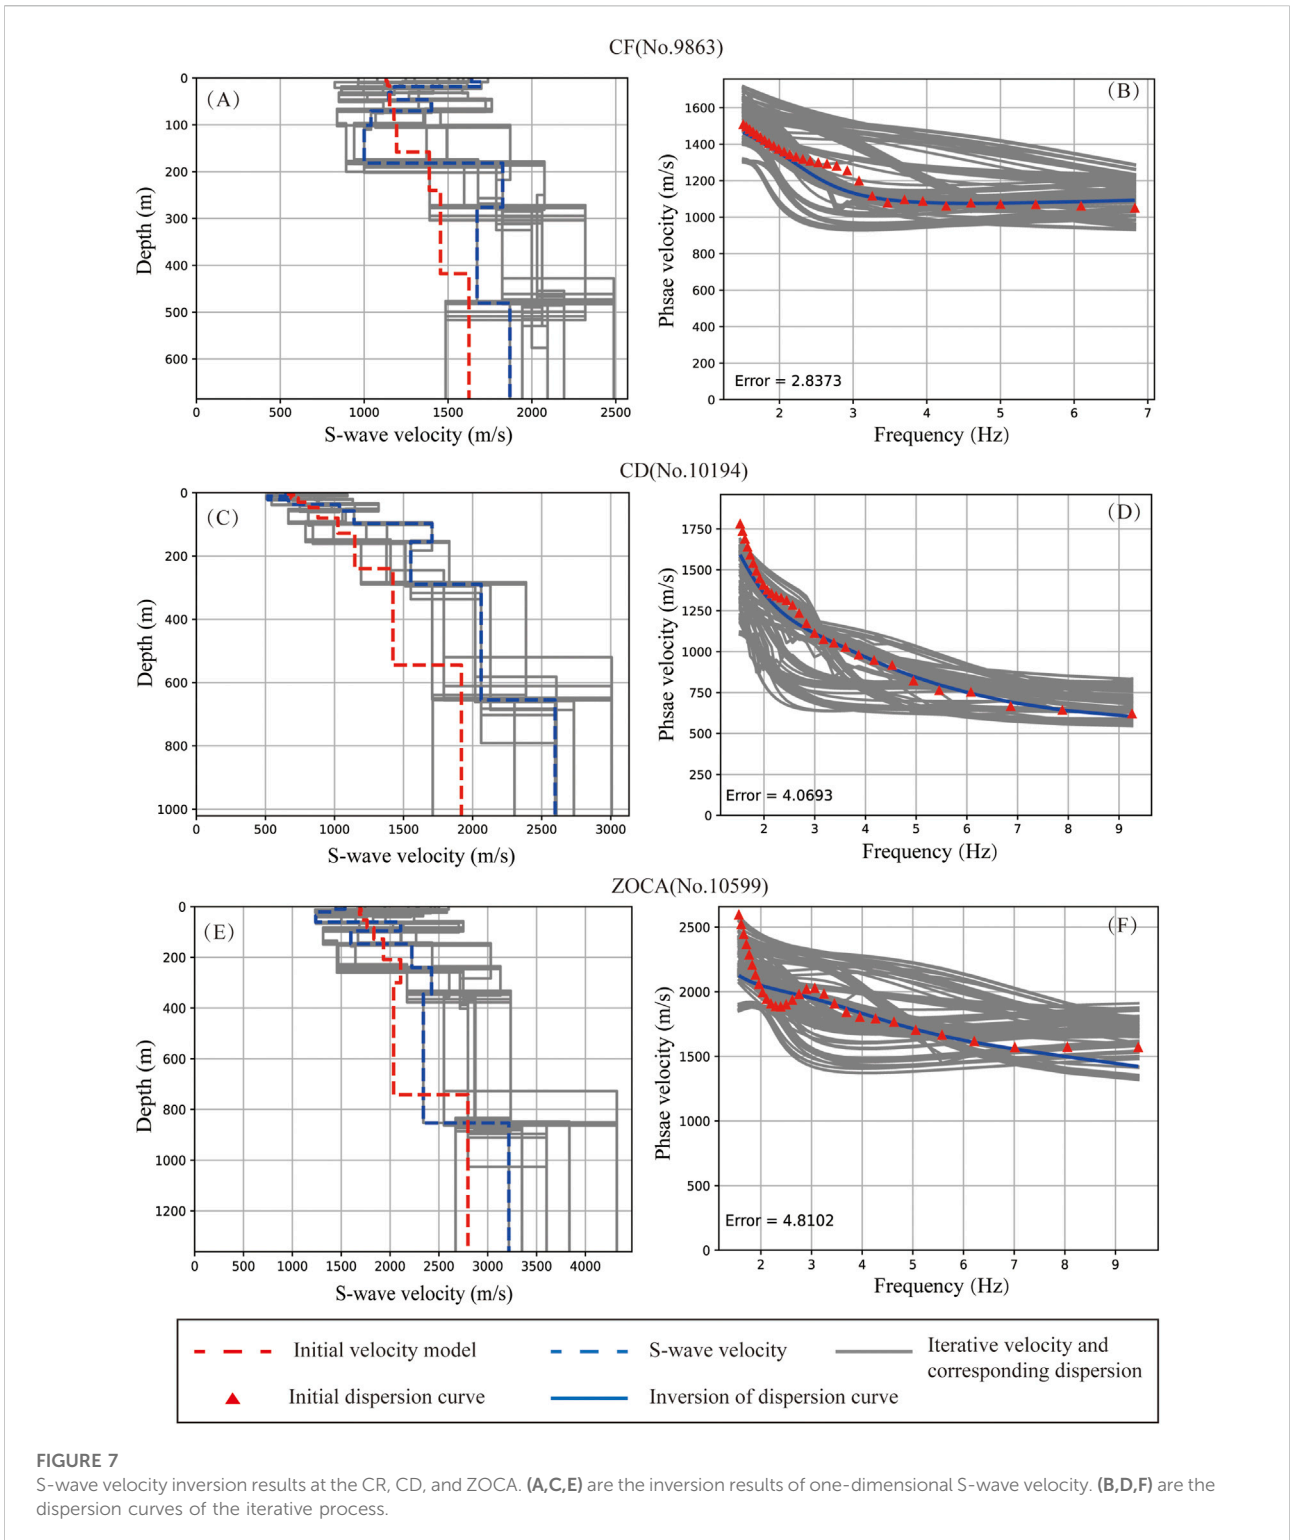 CF(No.9863)
(A)
0
100
200
300
400
500
600
Depth (m)
0
500
1000
1500
2000
2500
S-wave velocity (m/s)
(B)
1600
1400
1200
1000
800
600
400
200
0
Phsae velocity (m/s)
Error = 2.8373
2
3
4
5
6
7
Frequency (Hz)
CD(No.10194)
(C)
0
200
400
600
800
1000
Depth (m)
0
500
1000
1500
2000
2500
3000
S-wave velocity (m/s)
(D)
1750
1500
1250
1000
750
500
250
0
Phsae velocity (m/s)
Error = 4.0693
2
3
4
5
6
7
8
9
Frequency (Hz)
ZOCA(No.10599)
(E)
0
200
400
600
800
1000
1200
Depth (m)
0
500
1000
1500
2000
2500
3000
3500
4000
S-wave velocity (m/s)
(F)
2500
2000
1500
1000
500
0
Phsae velocity (m/s)
Error = 4.8102
2
3
4
5
6
7
8
9
Frequency (Hz)
Initial velocity model
S-wave velocity
Iterative velocity and
corresponding dispersion
Initial dispersion curve
Inversion of dispersion curve
FIGURE 7
S-wave velocity inversion results at the CR, CD, and ZOCA. (A,C,E) are the inversion results of one-dimensional S-wave velocity. (B,D,F) are the
dispersion curves of the iterative process.